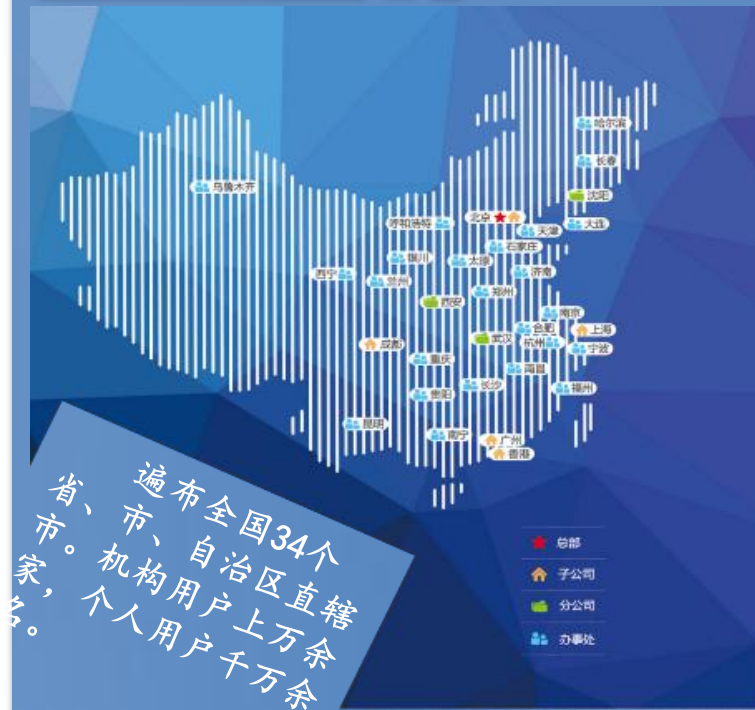 哈尔滨
长春
沈阳
乌鲁木齐
北京
大连
呼和浩特
天津
石家庄
银川
太原
济南
西宁
兰州
郑州
西安
南京
合肥
上海
武汉
杭州
成都
宁波
重庆
南昌
长沙
福州
贵阳
昆明
南宁
广州
香港
遍布全国34个
省、市、自治区直辖
市。机构用户上万余
家，个人用户千万余
名。
总部
子公司
分公司
办事处